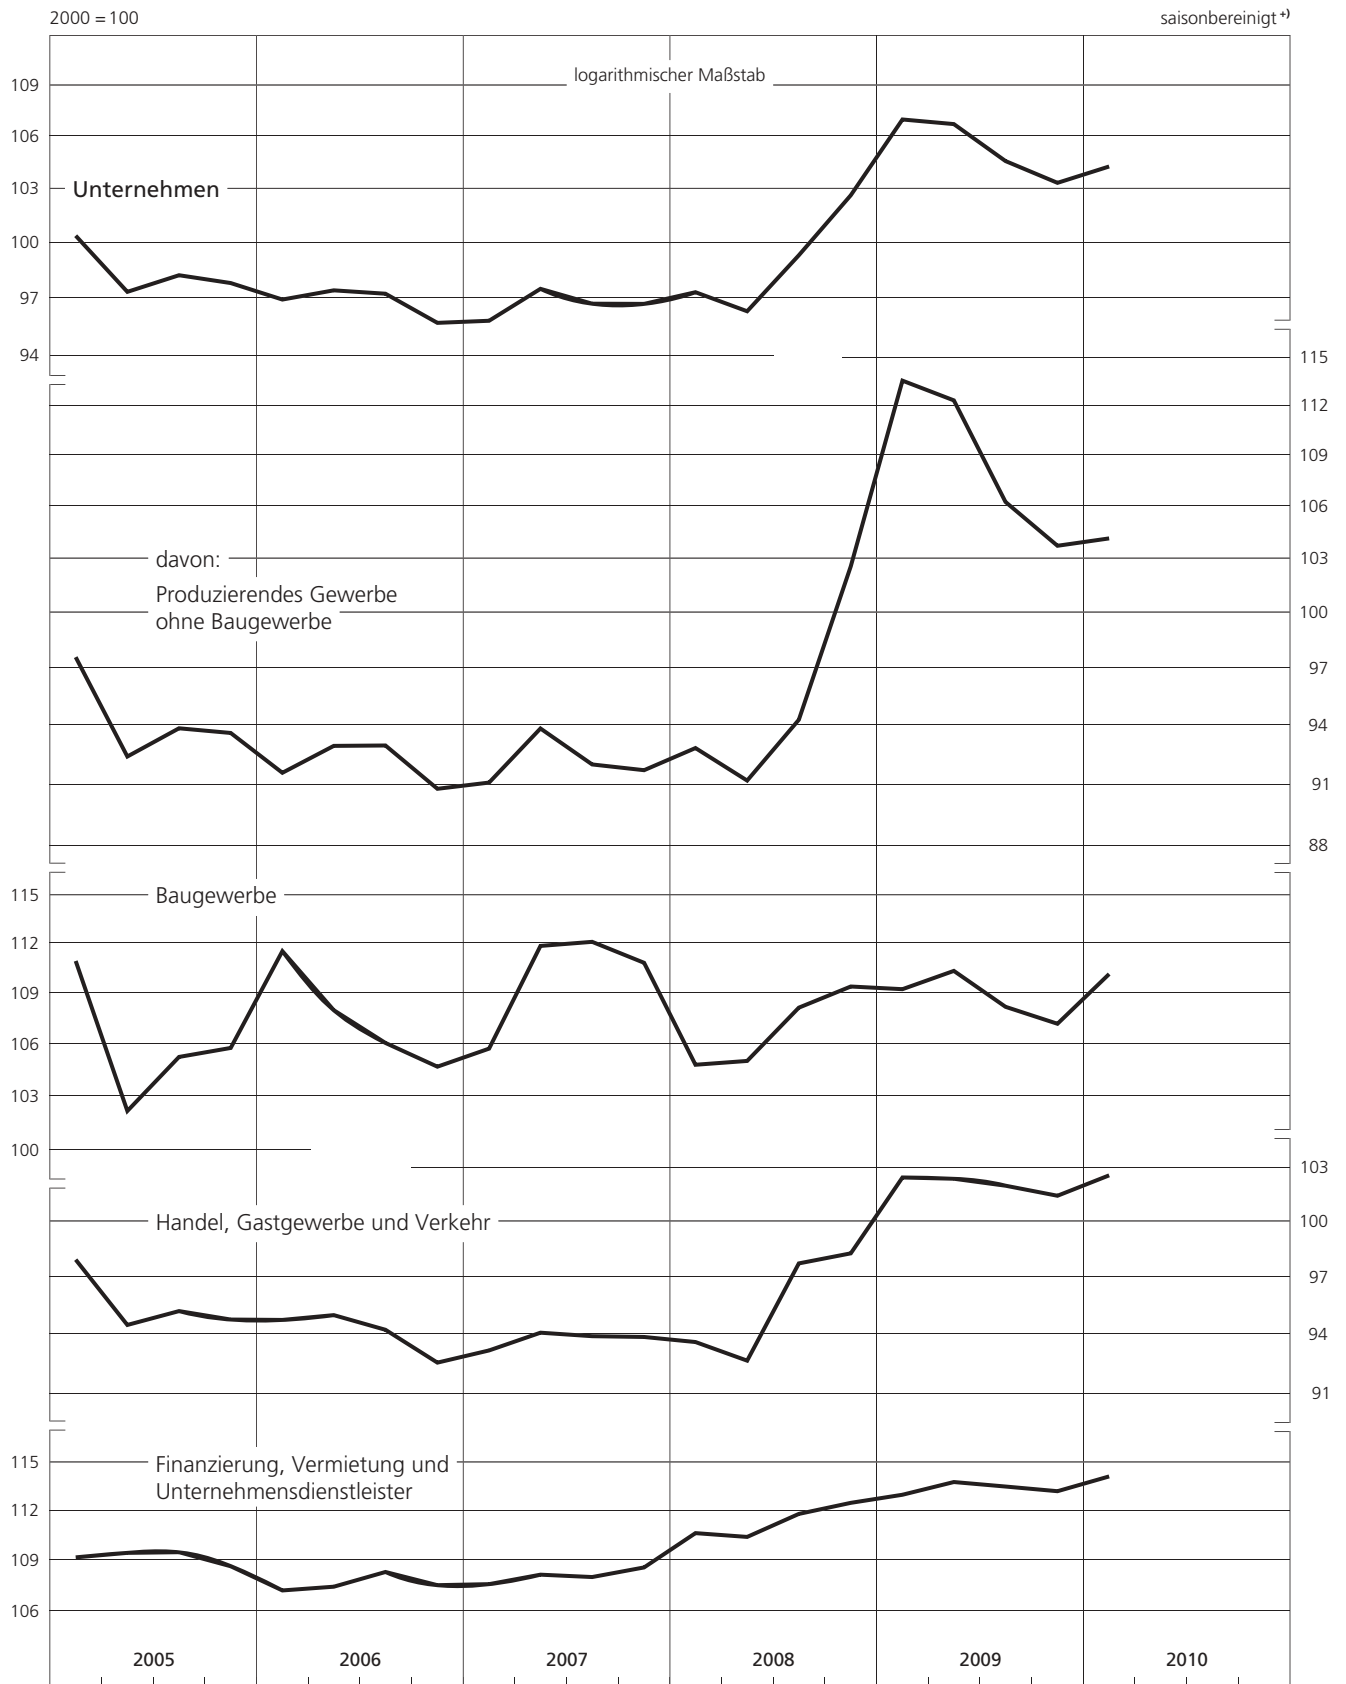 2000 = 100
saisonbereinigt +)
logarithmischer Maßstab
109
106
103
Unternehmen
100
97
94
115
112
109
106
davon:
103
Produzierendes Gewerbe
100
ohne Baugewerbe
97
94
91
88
115
Baugewerbe
112
109
106
103
100
103
Handel, Gastgewerbe und Verkehr
100
97
94
91
115
Finanzierung, Vermietung und
Unternehmensdienstleister
112
109
106
2005 2006 2007 2008 2009 2010